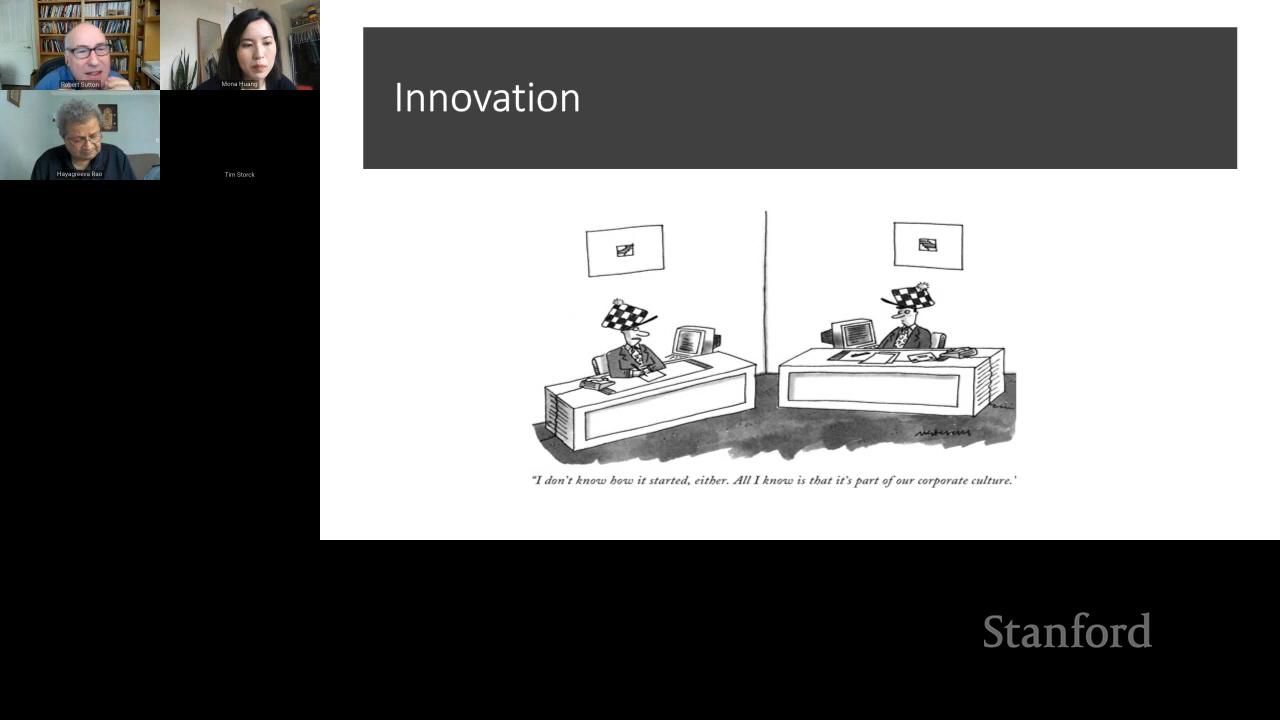 Robert Sutton
Mona Huang
Hayagreeva Rao
Tim Storck
Innovation
"I don't know how it started, either. All I know is that it's part of our corporate culture.'
Stanford